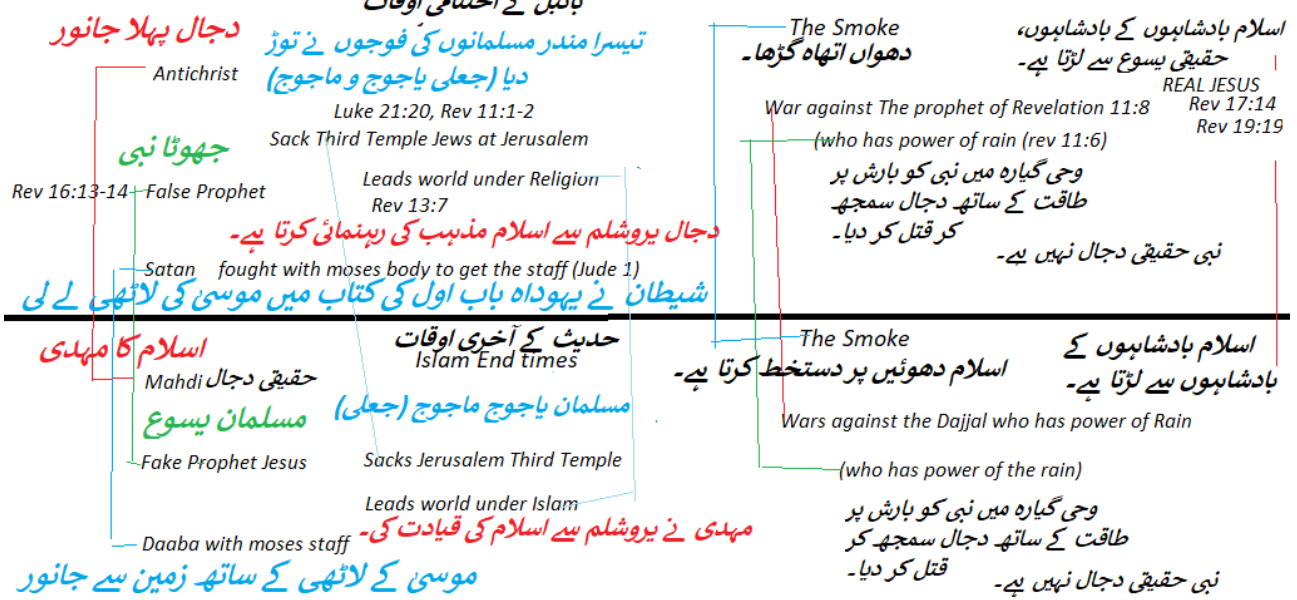 بائبل کے اختتامی اوقات
دجال پہلا جانور
Antichrist
تیسرا مندر مسلمانوں کی فوجوں نے توڑ
دیا (جعلی یاجوج و ماجوج)
Luke 21:20, Rev 11:1-2
Sack Third Temple Jews at Jerusalem
جھوٹا نبی
Rev 16:13-14
False Prophet
Leads world under Religion
Rev 13:7
دجال یروشلم سے اسلام مذہب کی رہنمائی کرتا ہے۔
Satan fought with moses body to get the staff (Jude 1)
شیطان نے یہوداہ باب اول کی کتاب میں موسیٰ کی لاٹھی لے لی
The Smoke
دھواں اتھاہ گڑھا۔
اسلام بادشاہوں کے بادشاہوں،
حقیقی یسوع سے لڑتا ہے۔
REAL JESUS
Rev 17:14
Rev 19:19
War against The prophet of Revelation 11:8
(who has power of rain (rev 11:6)
وحی گیارہ میں نبی کو بارش پر
طاقت کے ساتھ دجال سمجھ
کر قتل کر دیا۔
نبی حقیقی دجال نہیں ہے۔
اسلام کا مہدی
Mahdi حقیقی دجال
حدیث کے آخری اوقات
Islam End times
مسلمان یاجوج ماجوج (جعلی)
مسلمان یسوع
Fake Prophet Jesus
Sacks Jerusalem Third Temple
Leads world under Islam
مہدی نے یروشلم سے اسلام کی قیادت کی۔
Daaba with moses staff
موسیٰ کے لاٹھی کے ساتھ زمین سے جانور
The Smoke
اسلام دھوئیں پر دستخط کرتا ہے۔
اسلام بادشاہوں کے
بادشاہوں سے لڑتا ہے۔
Wars against the Dajjal who has power of Rain
(who has power of the rain)
وحی گیارہ میں نبی کو بارش پر
طاقت کے ساتھ دجال سمجھ کر
قتل کر دیا۔
نبی حقیقی دجال نہیں ہے۔